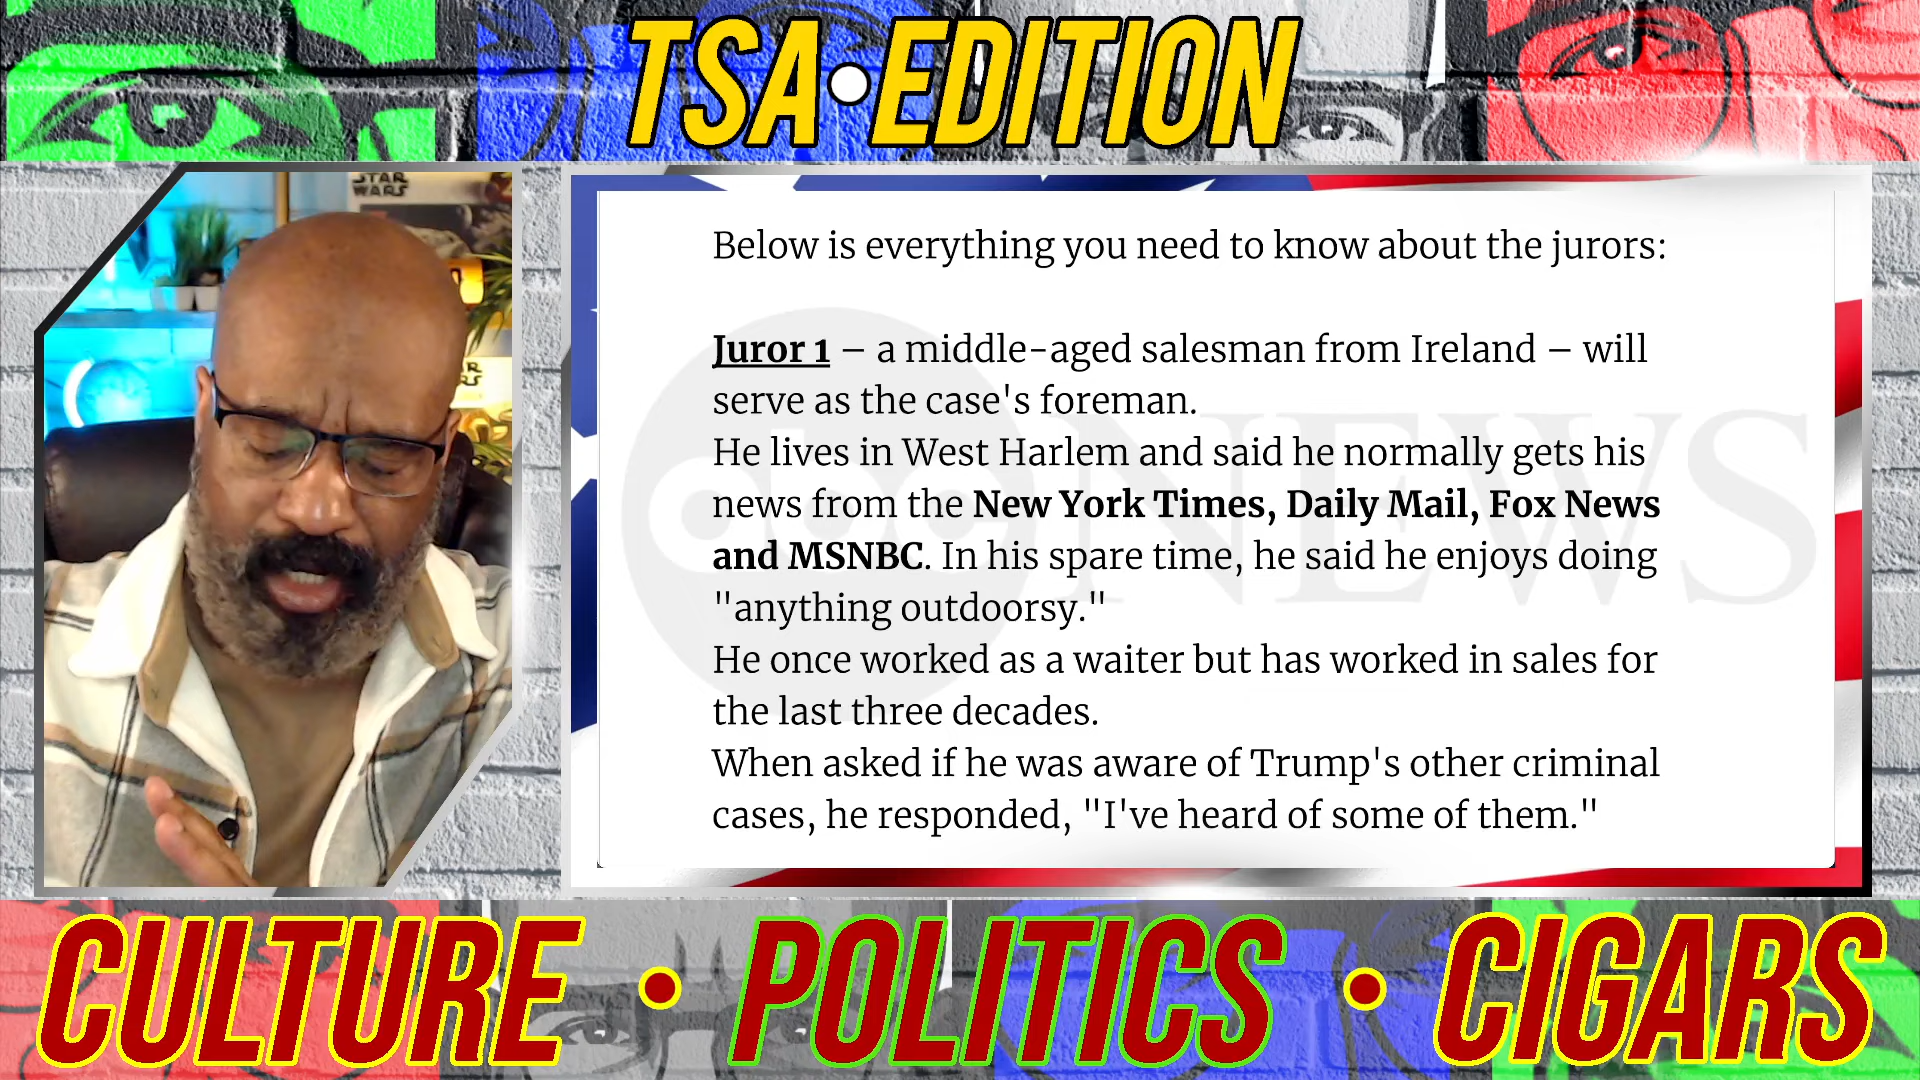 TSA•EDITION
STAR
WARS
Below is everything you need to know about the jurors:
Juror 1 – a middle-aged salesman from Ireland – will
serve as the case's foreman.
He lives in West Harlem and said he normally gets his
news from the New York Times, Daily Mail, Fox News
and MSNBC. In his spare time, he said he enjoys doing
"anything outdoorsy."
He once worked as a waiter but has worked in sales for
the last three decades.
When asked if he was aware of Trump's other criminal
cases, he responded, "I've heard of some of them."
abc NEWS
CULTURE • POLITICS • CIGARS